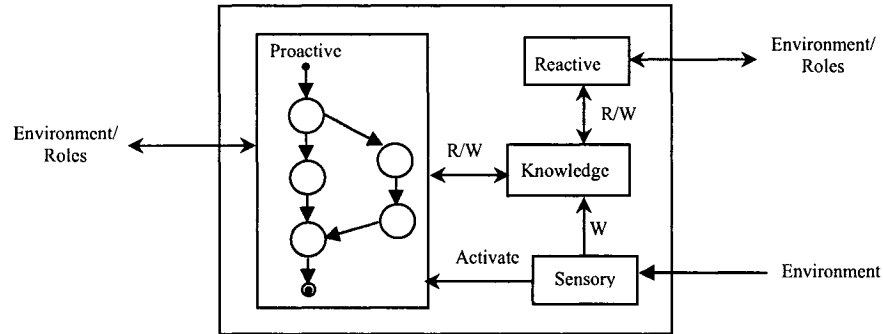 Proactive
Reactive
Environment/
Roles
Environment/
Roles
R/W
R/W
Knowledge
W
Activate
Sensory
Environment